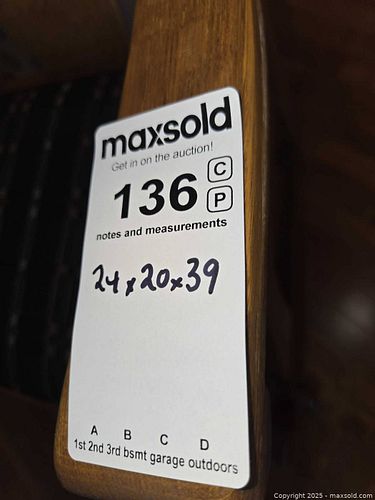 maxsold
Get in on the auction!
136 C
P
notes and measurements
24 x 20 x 39
A B C D
1st 2nd 3rd bsmt garage outdoors
Copyright 2025 - maxsold.com